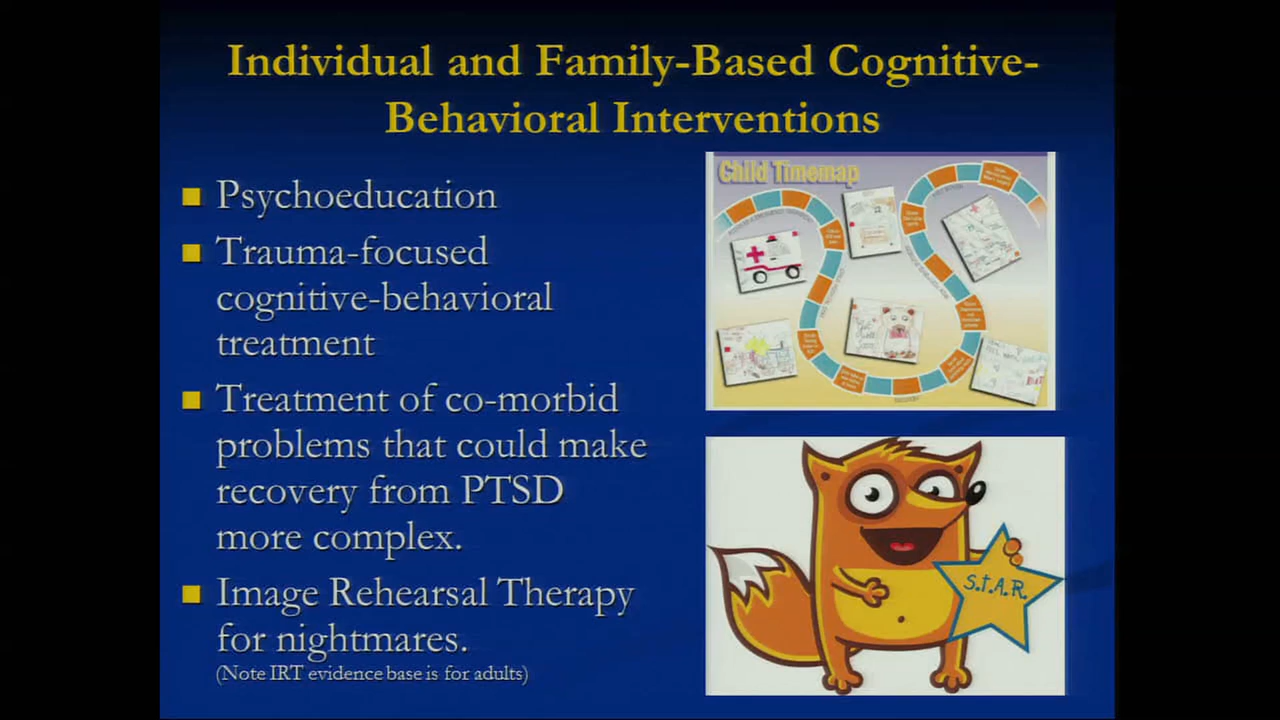 Individual and Family-Based Cognitive-
Behavioral Interventions
Psychoeducation
Trauma-focused
cognitive-behavioral
treatment
Treatment of co-morbid
problems that could make
recovery from PTSD
more complex.
Image Rehearsal Therapy
for nightmares.
(Note IRT evidence base is for adults)
Child Timemap
S.t.A.R.